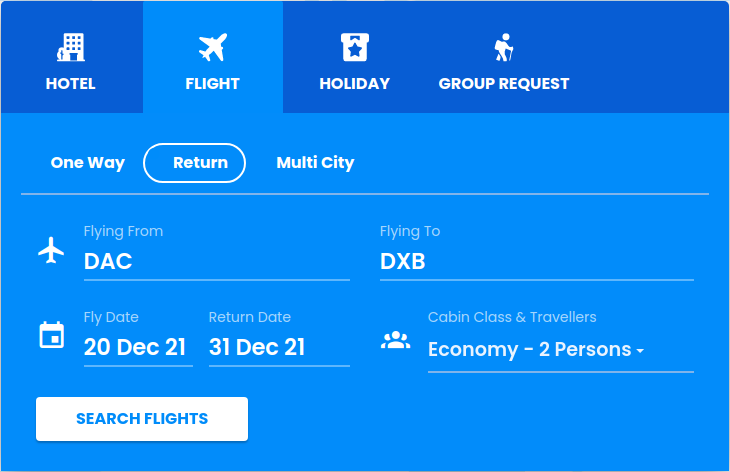 HOTEL FLIGHT HOLIDAY GROUP REQUEST
One Way Return Multi City
Flying From Flying To
DAC DXB
Fly Date Return Date Cabin Class & Travellers
20 Dec 21 31 Dec 21 Economy - 2 Persons
SEARCH FLIGHTS